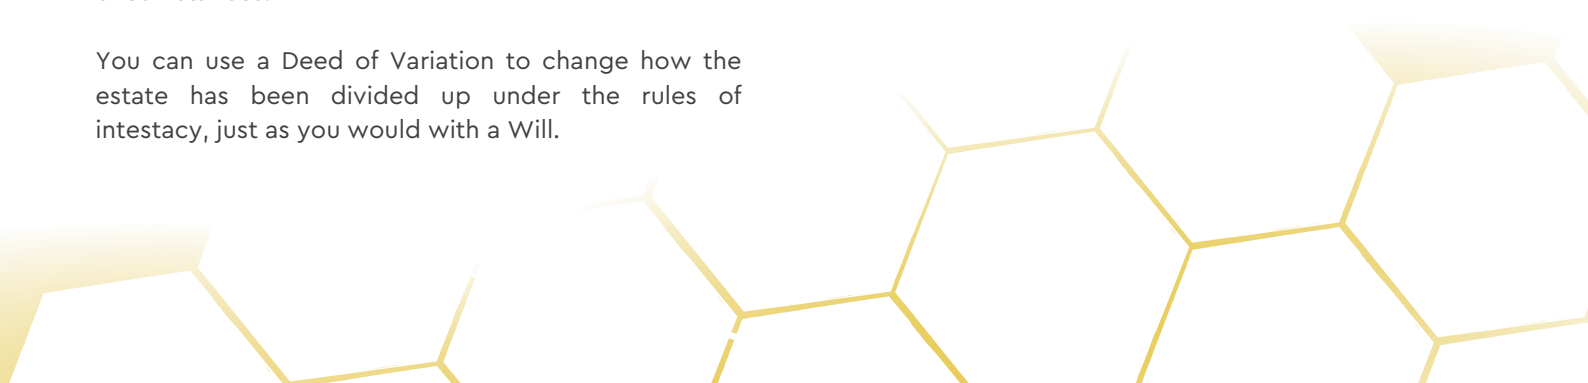 You can use a Deed of Variation to change how the
estate has been divided up under the rules of
intestacy, just as you would with a Will.